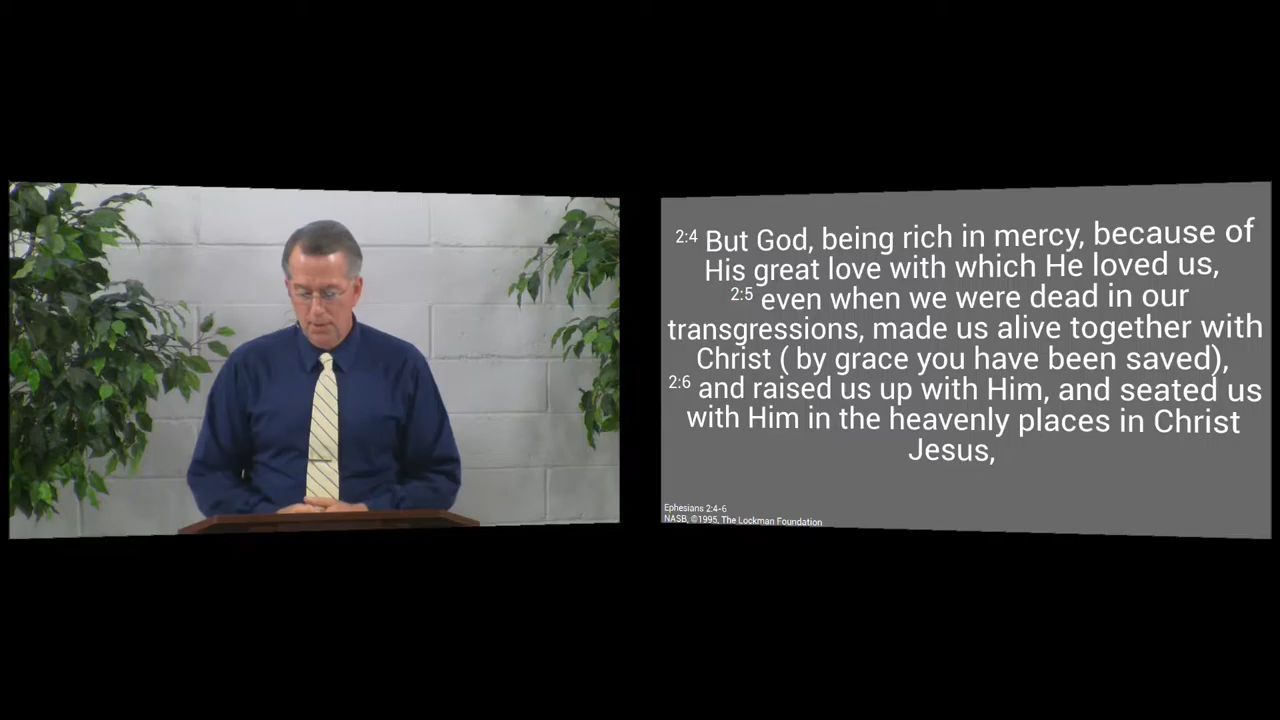 2:4 But God, being rich in mercy, because of
His great love with which He loved us,
2:5 even when we were dead in our
transgressions, made us alive together with
Christ ( by grace you have been saved),
2:6 and raised us up with Him, and seated us
with Him in the heavenly places in Christ
Jesus,
Ephesians 2:4-6
NASB, ©1995, The Lockman Foundation